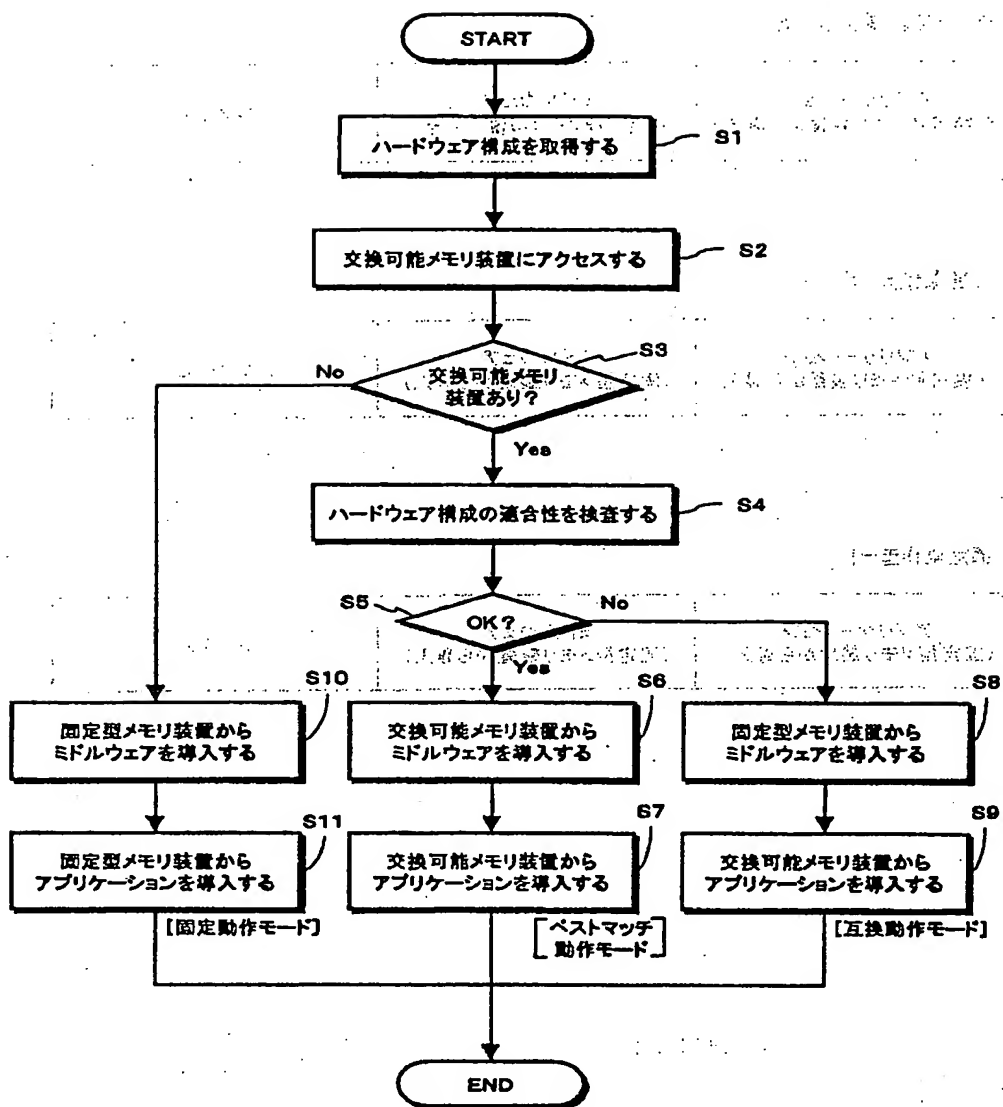 START
ハードウェア構成を取得する
S1
交換可能メモリ装置にアクセスする
S2
S3
No
交換可能メモリ
装置あり?
Yes
ハードウェア構成の適合性を検査する
S4
S5
OK?
No
Yes
S10
固定型メモリ装置から
ミドルウェアを導入する
S6
交換可能メモリ装置から
ミドルウェアを導入する
S8
固定型メモリ装置から
ミドルウェアを導入する
S11
固定型メモリ装置から
アプリケーションを導入する
S7
交換可能メモリ装置から
アプリケーションを導入する
S9
交換可能メモリ装置から
アプリケーションを導入する
[固定動作モード]
[ベストマッチ
動作モード]
[互換動作モード]
END